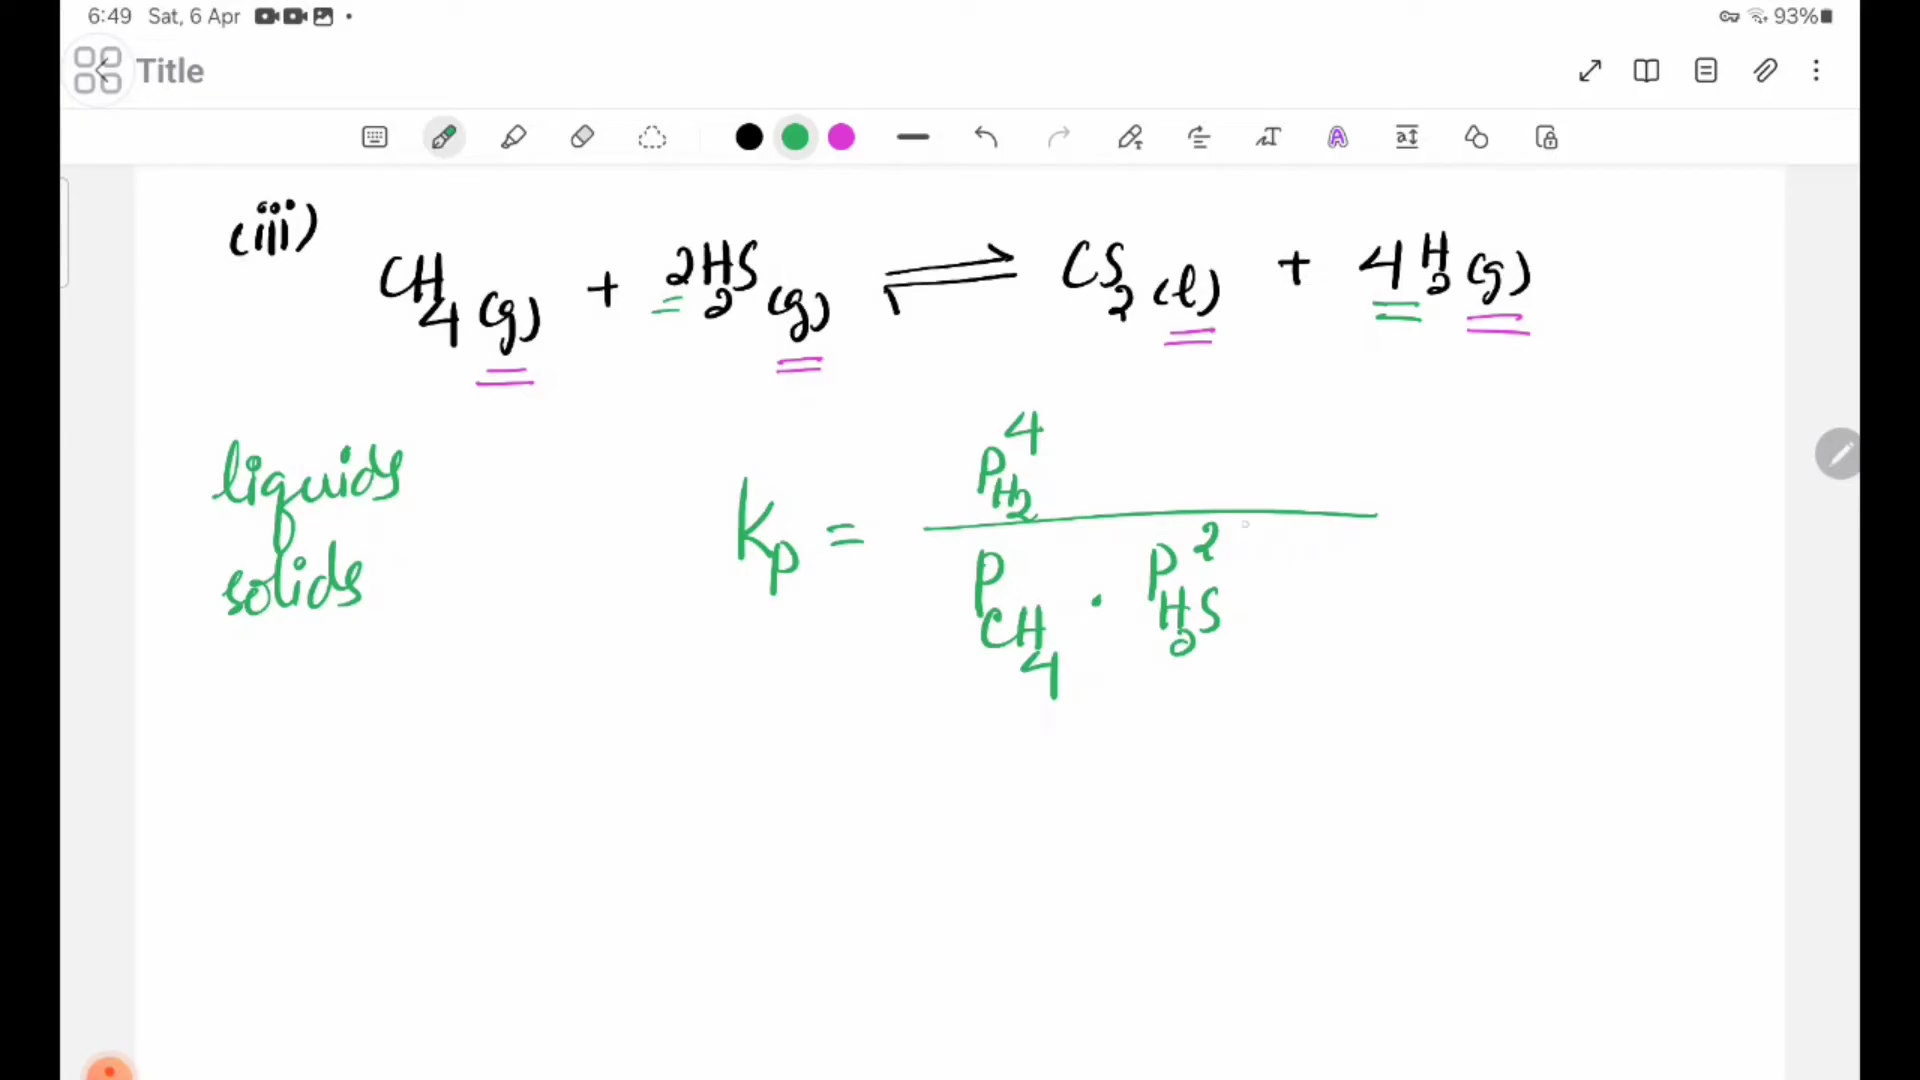 6:49 Sat, 6 Apr 93%
Title
(iii)
CH₄(g) + 2H₂S(g) ⇌ CS₂(l) + 4H₂(g)
liquids
solids
Kp = P⁴H₂ / PCH₄ · P²H₂S